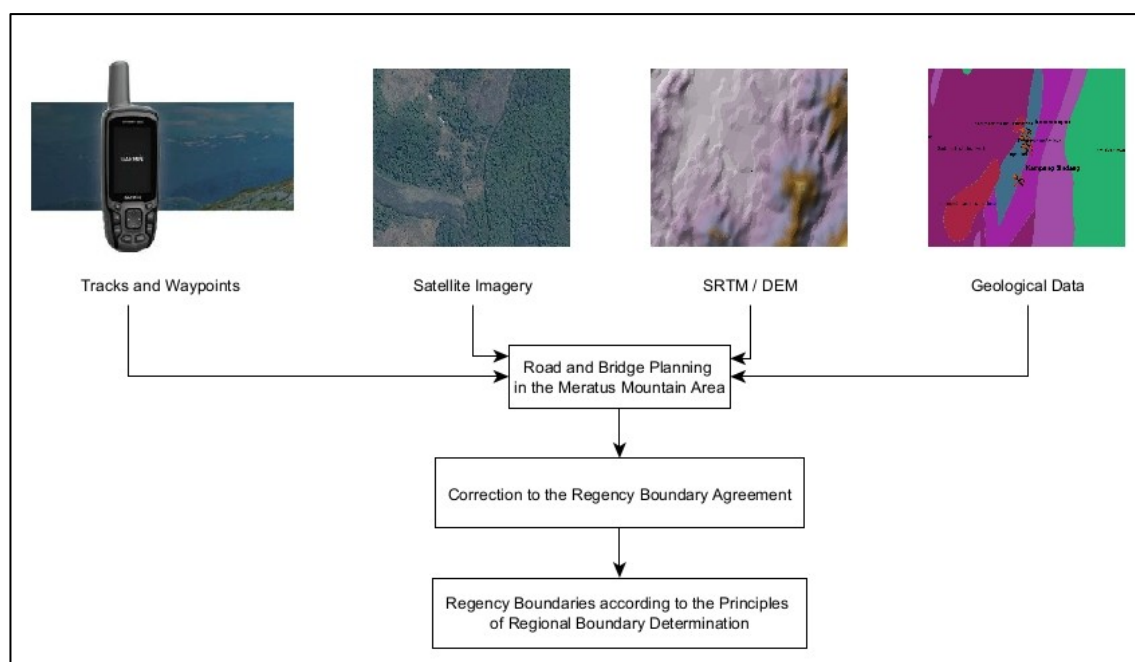 GARMIN
Tracks and Waypoints
Satellite Imagery
SRTM / DEM
Geological Data
Road and Bridge Planning
in the Meratus Mountain Area
Correction to the Regency Boundary Agreement
Regency Boundaries according to the Principles
of Regional Boundary Determination